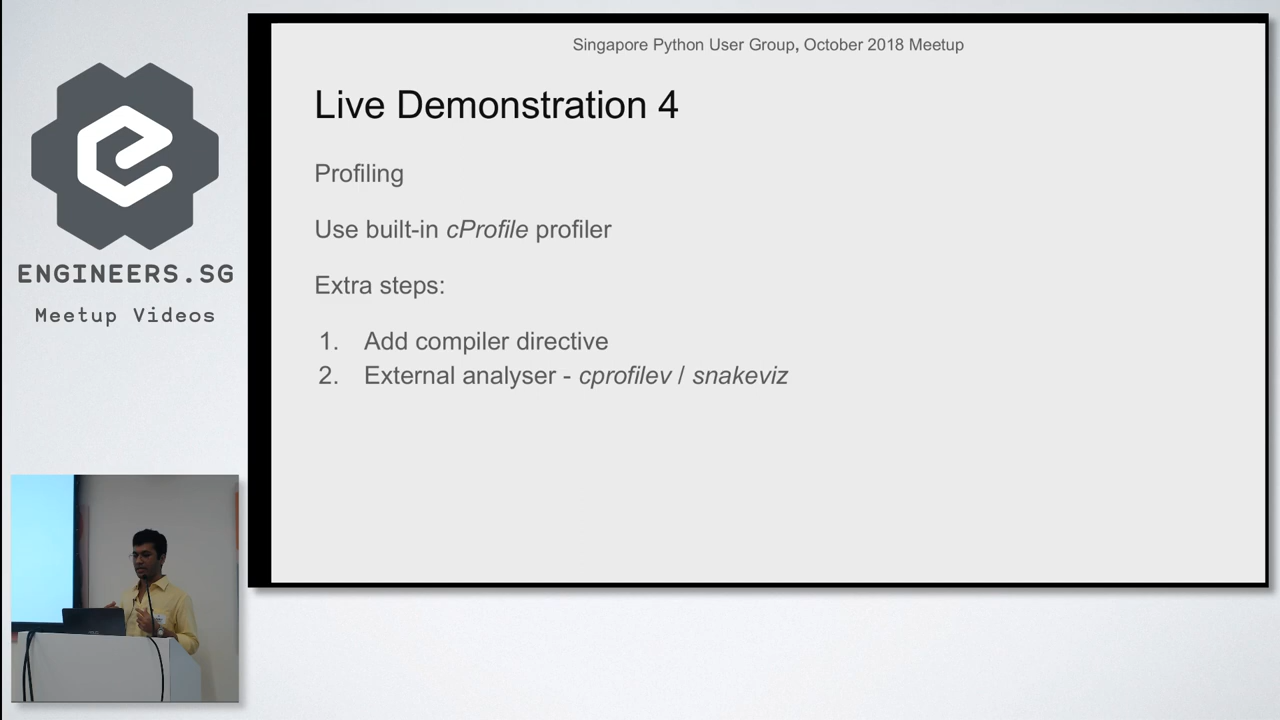 Singapore Python User Group, October 2018 Meetup
Live Demonstration 4
Profiling
Use built-in cProfile profiler
Extra steps:
1. Add compiler directive
2. External analyser - cprofilev / snakeviz
ENGINEERS.SG
Meetup Videos